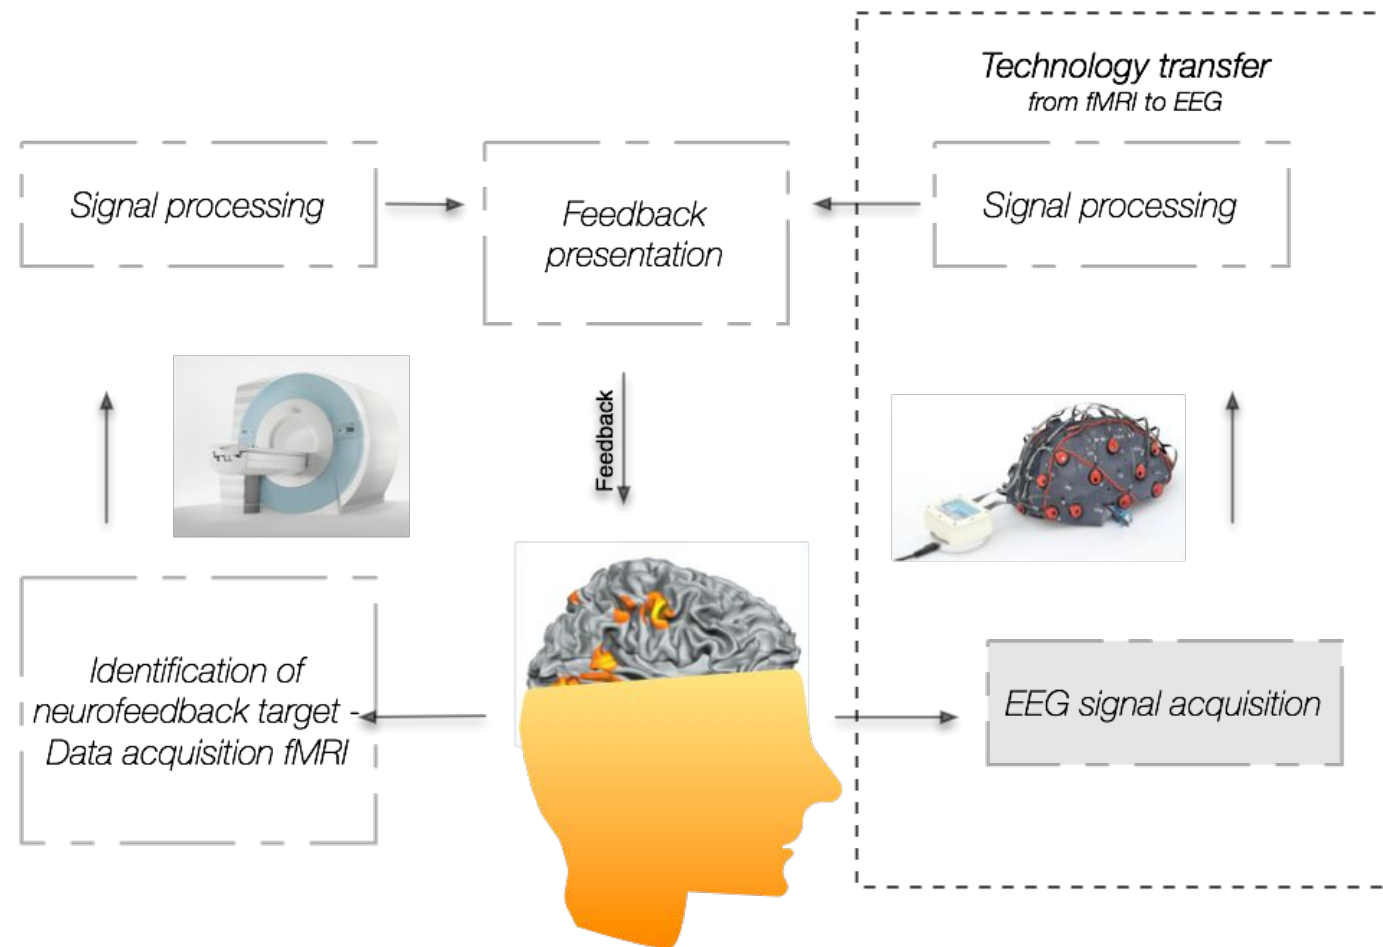 Technology transfer
from fMRI to EEG
Signal processing
Feedback
presentation
Signal processing
Feedback
Identification of
neurofeedback target -
Data acquisition fMRI
EEG signal acquisition